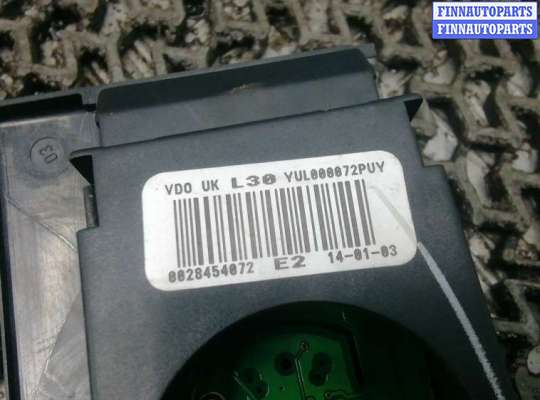 FINNAUTOPARTS
FINNAUTOPARTS
03
VDO UK L30 YUL000072PUY
0028454072 E2 14-01-03